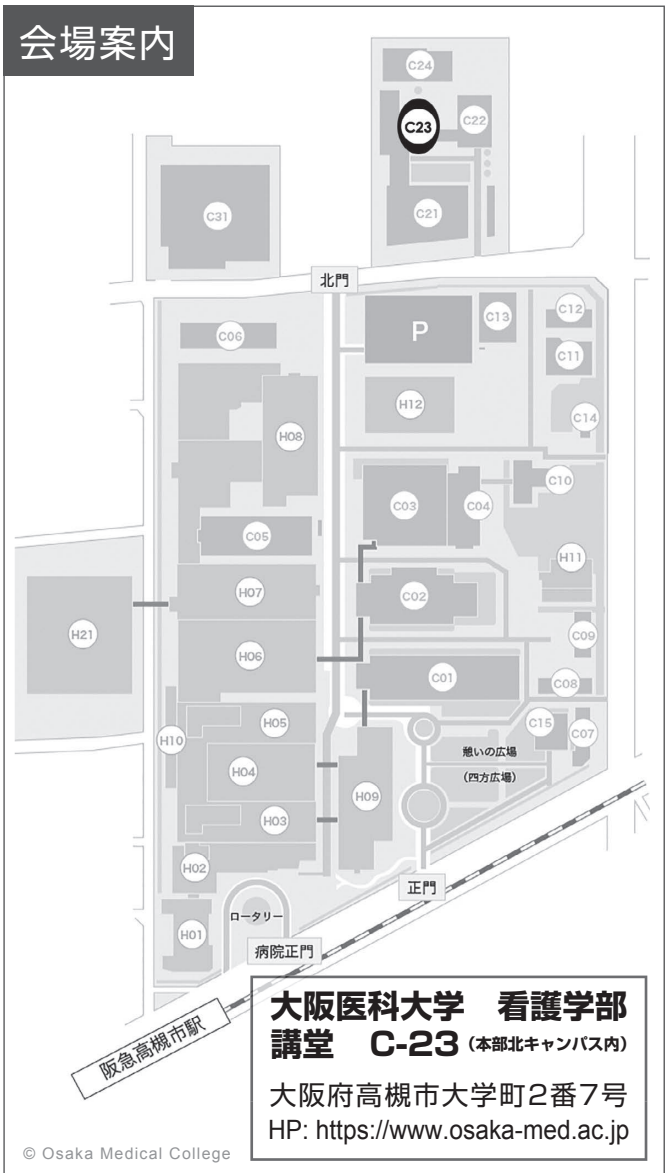 会場案内
C24
C23
C22
C31
C21
北門
C06
P
C13
C12
C11
H12
C14
H08
C03
C04
C10
C05
H11
H07
C02
H21
H06
C09
C01
C08
H10
H05
C15
C07
憩いの広場
(四方広場)
H04
H09
H03
H02
正門
ロータリー
H01
病院正門
阪急高槻市駅
大阪医科大学 看護学部
講堂 C-23 (本部北キャンパス内)
大阪府高槻市大学町2番7号
HP: https://www.osaka-med.ac.jp
© Osaka Medical College